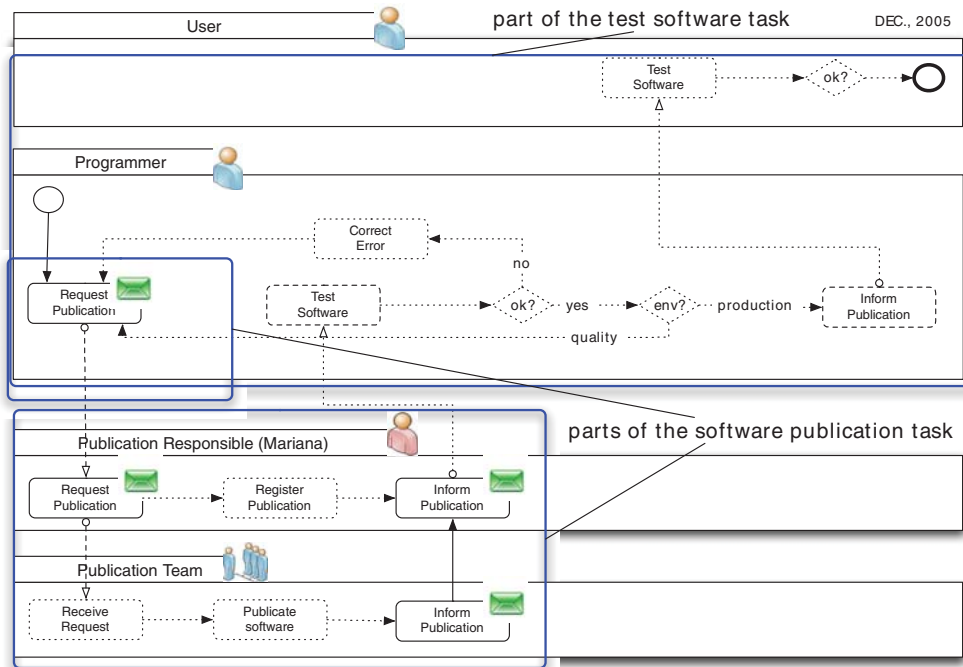 part of the test software task
DEC., 2005
User
Test
Software
ok?
Programmer
Correct
Error
no
Request
Publication
Test
Software
ok?
yes
env?
production
Inform
Publication
quality
parts of the software publication task
Publication Responsible (Mariana)
Request
Publication
Register
Publication
Inform
Publication
Publication Team
Receive
Request
Publicate
software
Inform
Publication